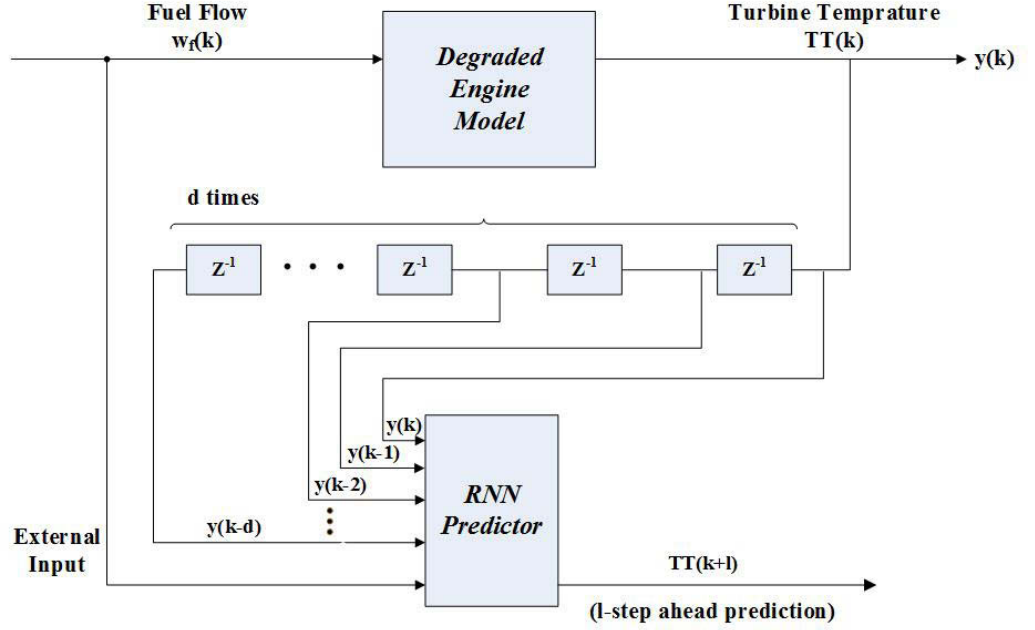 Fuel Flow
wf(k)
Turbine Temprature
TT(k)
Degraded
Engine
Model
y(k)
d times
Z-1
Z-1
Z-1
Z-1
y(k)
y(k-1)
y(k-2)
y(k-d)
RNN
Predictor
External
Input
TT(k+l)
(l-step ahead prediction)